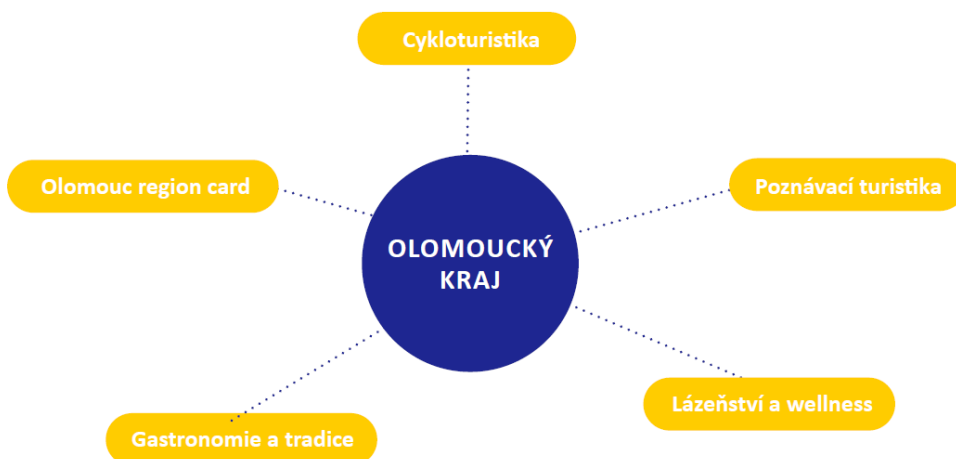 Cykloturistika
Olomouc region card
Poznávací turistika
OLOMOUCKÝ
KRAJ
Lázeňství a wellness
Gastronomie a tradice